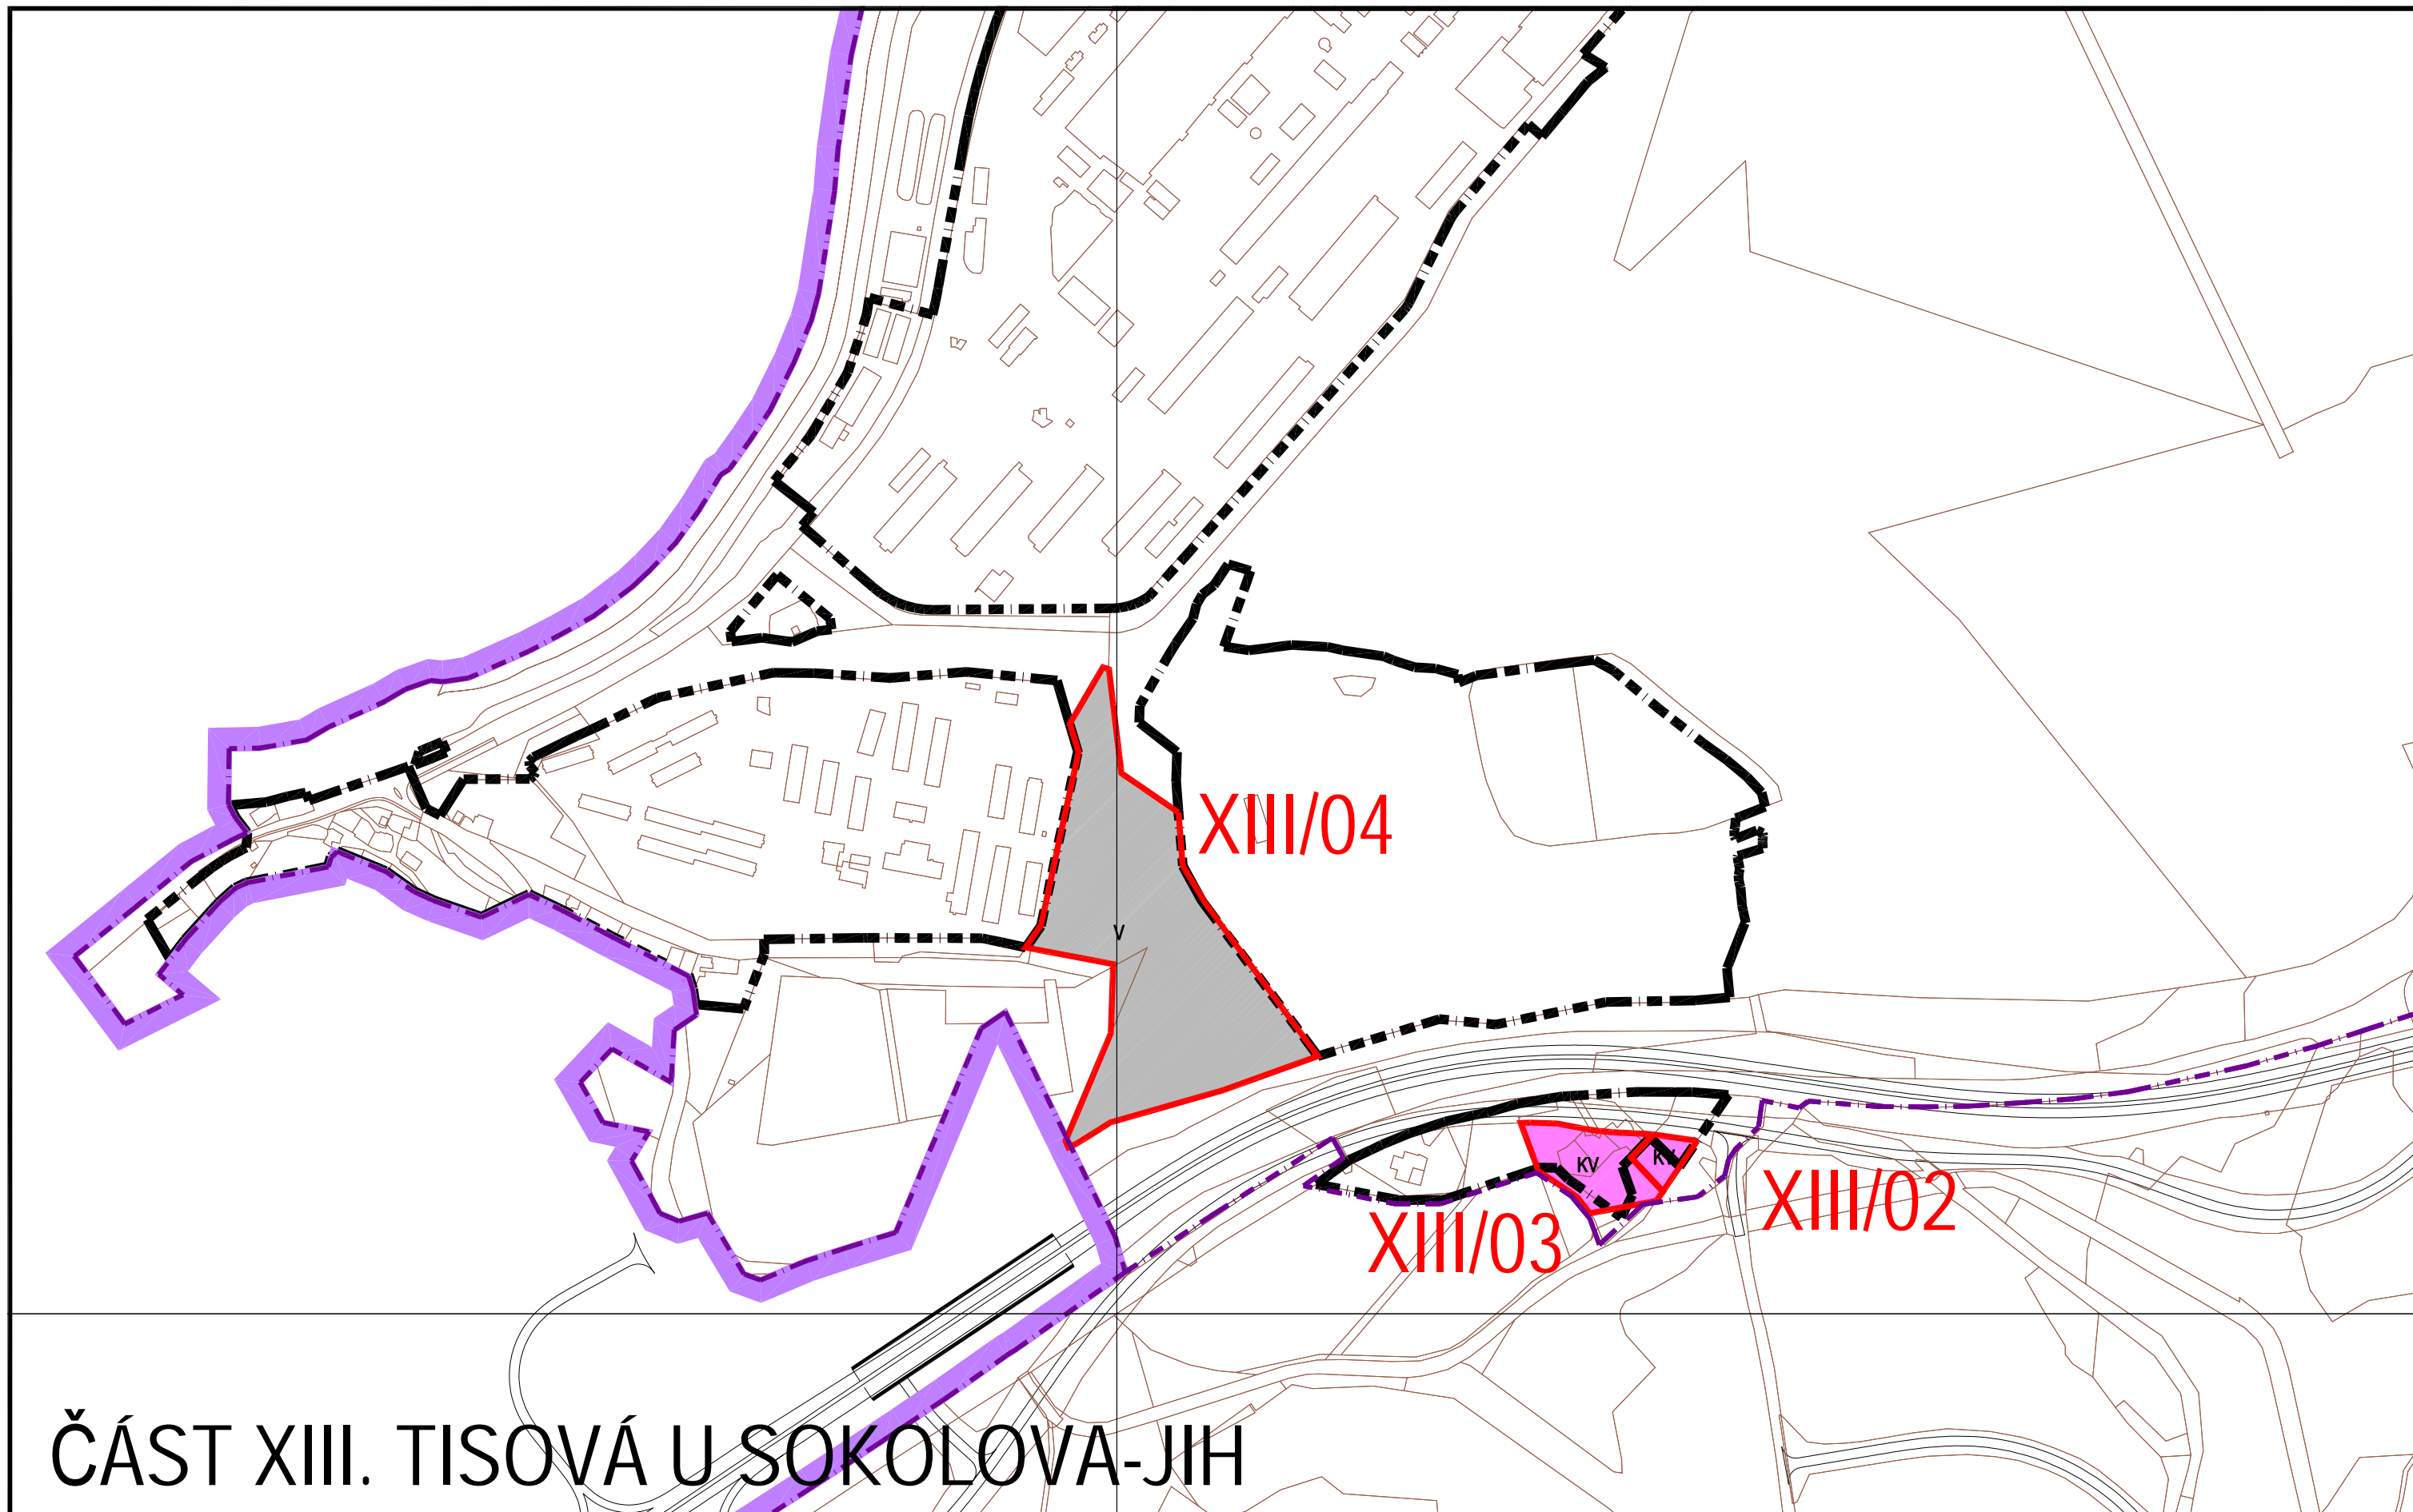 XIII/04
V
KV
KV
XIII/02
XIII/03
ČÁST XIII. TISOVÁ U SOKOLOVA-JIH